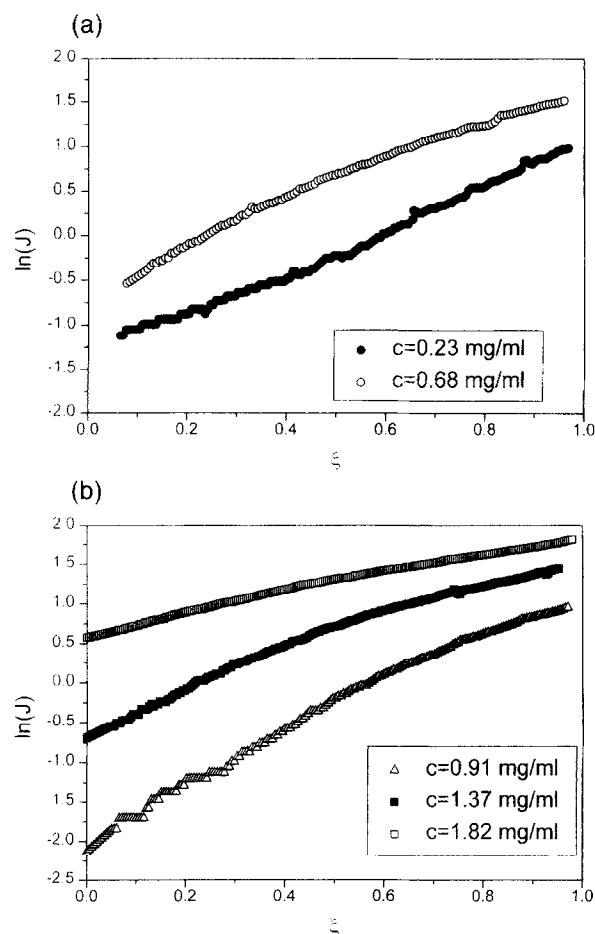 (a)
2.0
1.5
1.0
0.5
0.0
-0.5
-1.0
-1.5
-2.0
ln(J)
c=0.23 mg/ml
c=0.68 mg/ml
0.0 0.2 0.4 0.6 0.8 1.0
ξ
(b)
2.0
1.5
1.0
0.5
0.0
-0.5
-1.0
-1.5
-2.0
-2.5
ln(J)
c=0.91 mg/ml
c=1.37 mg/ml
c=1.82 mg/ml
0.0 0.2 0.4 0.6 0.8 1.0
ξ